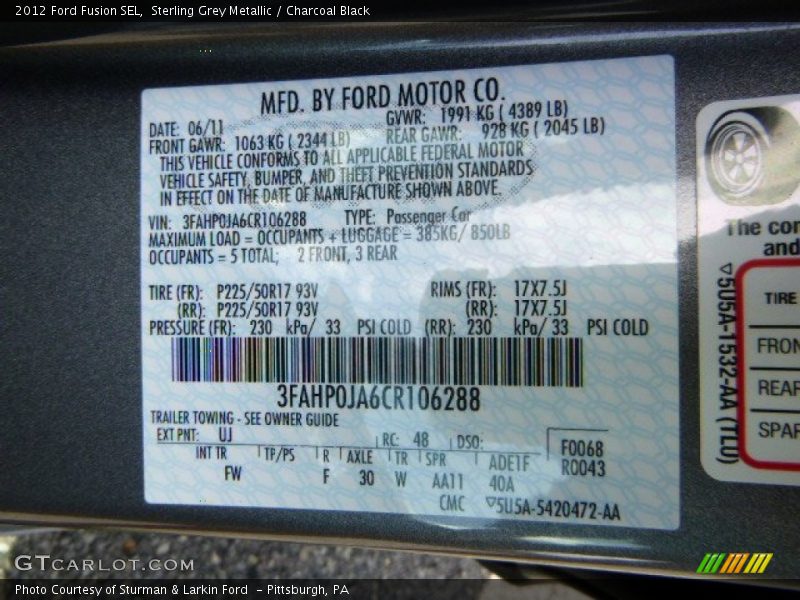 2012 Ford Fusion SEL,  Sterling Grey Metallic / Charcoal Black
MFD. BY FORD MOTOR CO.
DATE: 06/11 GVWR: 1991 KG ( 4389 LB)
FRONT GAWR: 1063 KG ( 2344 LB) REAR GAWR: 928 KG ( 2045 LB)
THIS VEHICLE CONFORMS TO ALL APPLICABLE FEDERAL MOTOR
VEHICLE SAFETY, BUMPER, AND THEFT PREVENTION STANDARDS
IN EFFECT ON THE DATE OF MANUFACTURE SHOWN ABOVE.
VIN: 3FAHP0JA6CR106288 TYPE: Passenger Car
MAXIMUM LOAD = OCCUPANTS + LUGGAGE = 385KG/ 850LB
OCCUPANTS = 5 TOTAL; 2 FRONT, 3 REAR
TIRE (FR): P225/50R17 93V RIMS (FR): 17X7.5J
(RR): P225/50R17 93V (RR): 17X7.5J
PRESSURE (FR): 230 kPa/ 33 PSI COLD (RR): 230 kPa/ 33 PSI COLD
3FAHP0JA6CR106288
TRAILER TOWING - SEE OWNER GUIDE
EXT PNT: UJ RC: 48 DSO: F0068
INT TR TP/PS R AXLE TR SPR ADE1F R0043
FW F 30 W AA11 40A
CMC ▽5U5A-5420472-AA
The con
and
▽5U5A-1532-AA (TLU)
TIRE
FRON
REAR
SPAR
GTCARLOT.COM
Photo Courtesy of Sturman & Larkin Ford  - Pittsburgh, PA